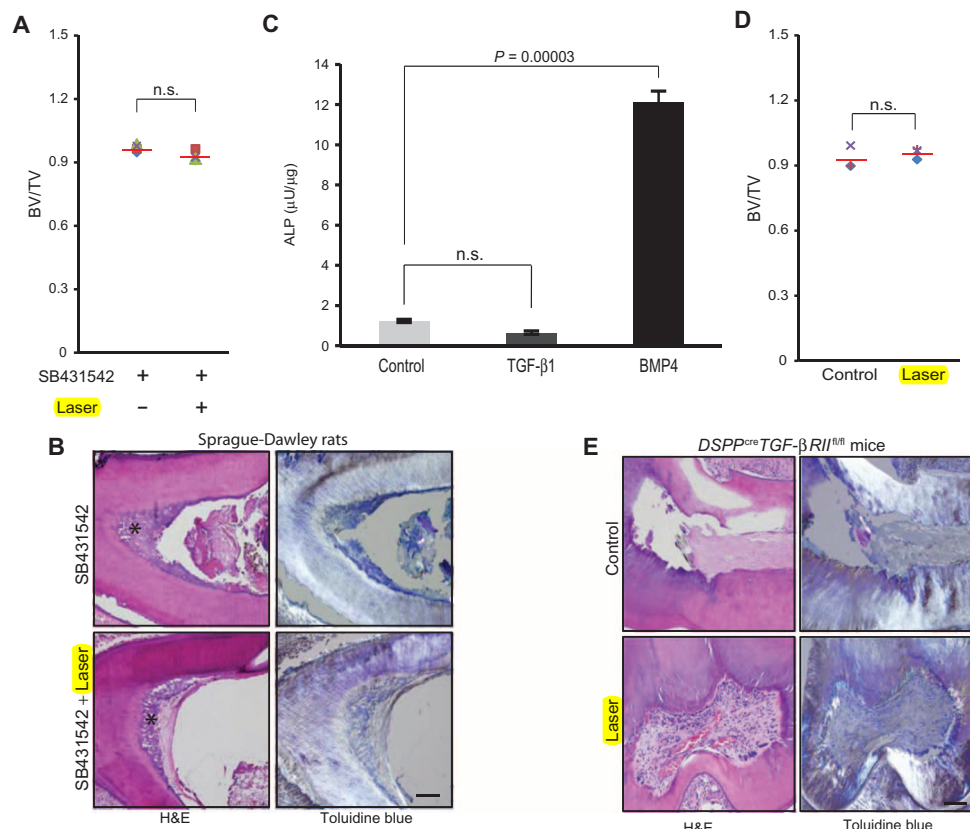 A
1.5
1.2
0.9
0.6
0.3
0
BV/TV
n.s.
SB431542 + +
Laser – +
C
P = 0.00003
14
12
10
8
6
4
2
0
ALP (μU/μg)
n.s.
Control TGF-β1 BMP4
D
1.5
1.2
0.9
0.6
0.3
0
BV/TV
n.s.
Control Laser
B
Sprague-Dawley rats
SB431542
*
SB431542 + Laser
*
H&E Toluidine blue
E
DSPPcreTGF-βRIIfl/fl mice
Control
Laser
H&E Toluidine blue